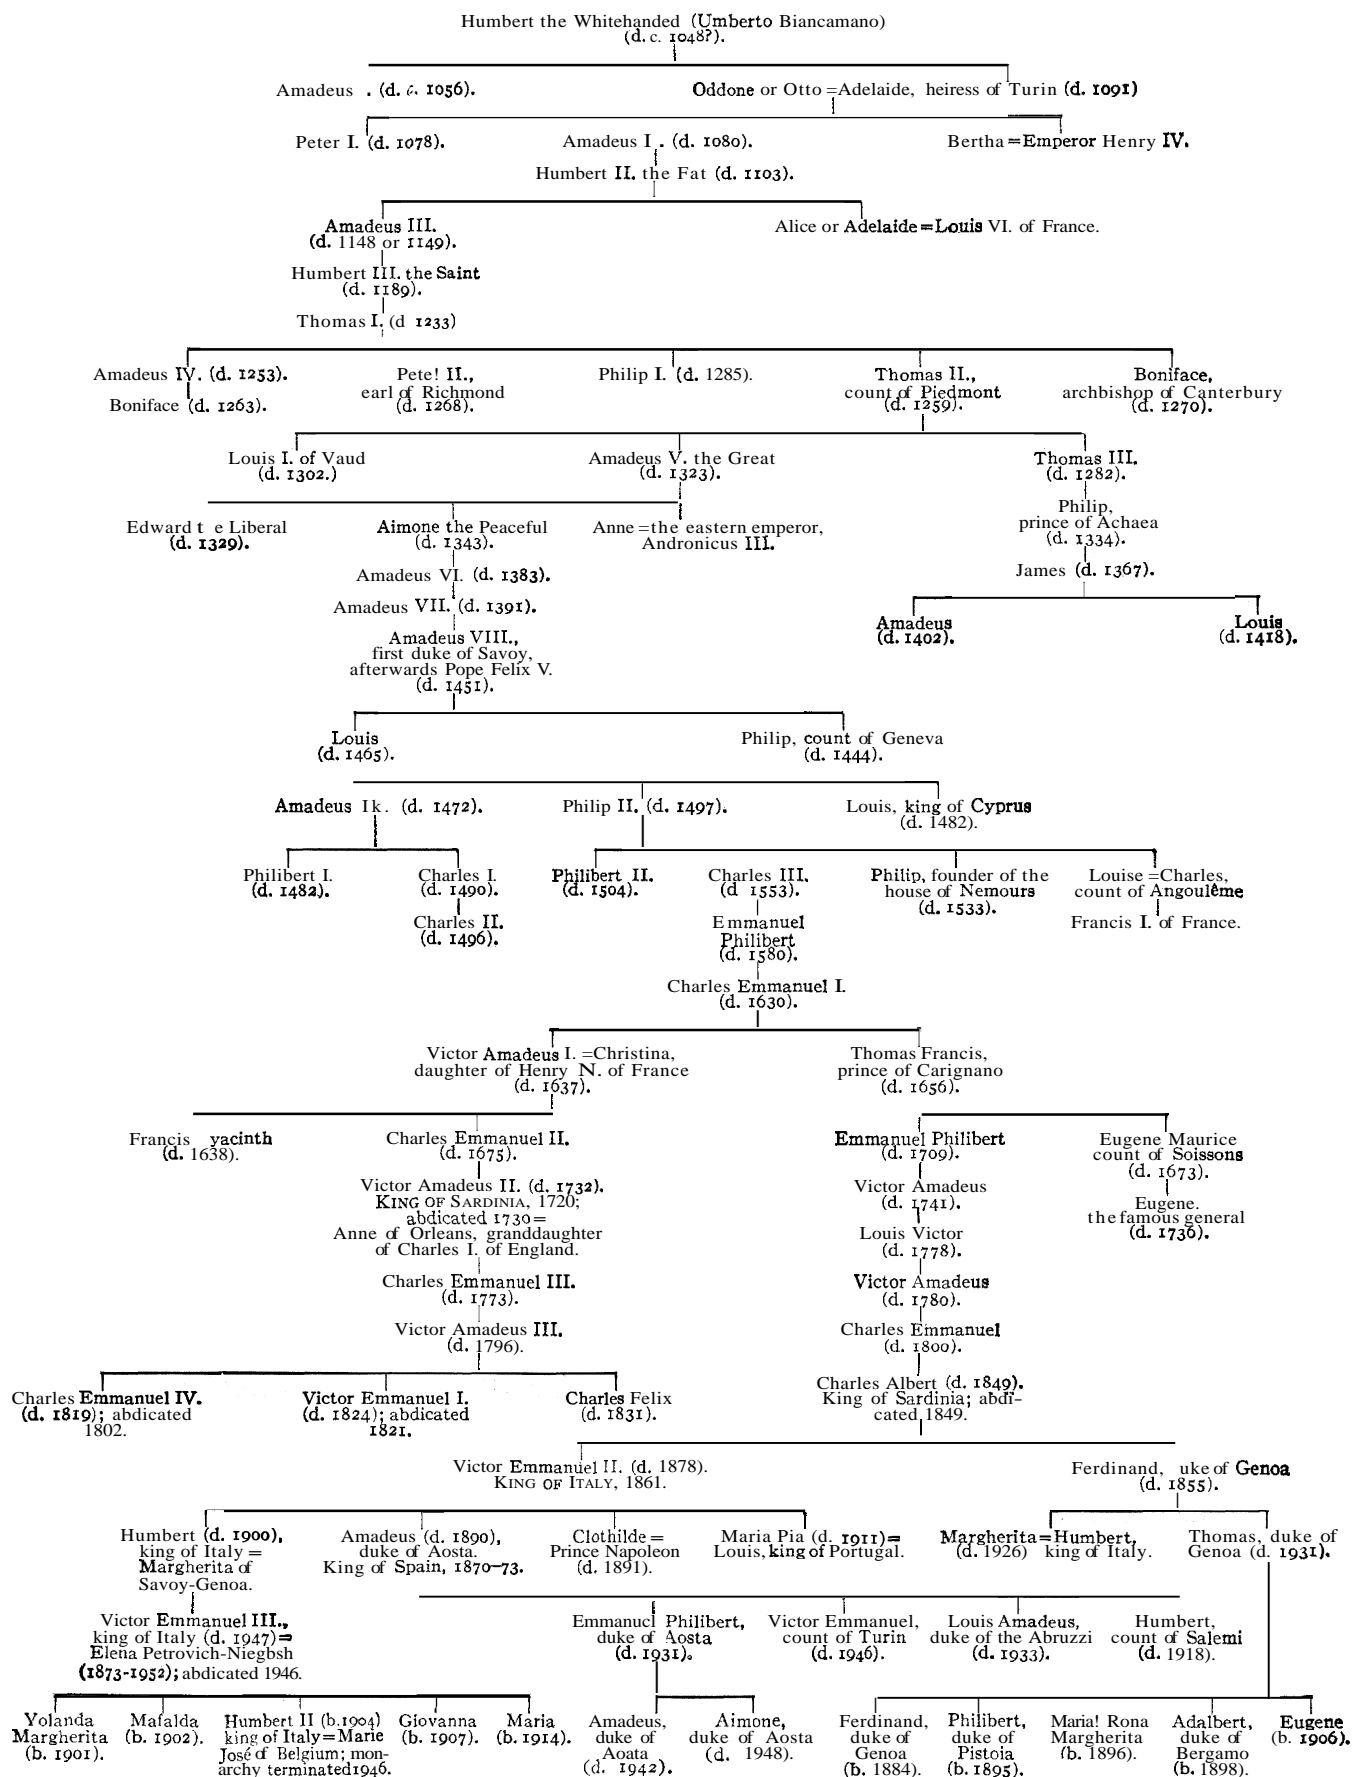 Humbert the Whitehanded (Umberto Biancamano)
(d. c. 1048?).
Amadeus . (d. c. 1056).
Oddone or Otto =Adelaide, heiress of Turin (d. 1091)
Peter I. (d. 1078).
Amadeus I . (d. 1080).
Bertha = Emperor Henry IV.
Humbert II. the Fat (d. 1103).
Amadeus III.
(d. 1148 or 1149).
Alice or Adelaide = Louis VI. of France.
Humbert III. the Saint
(d. 1189).
Thomas I. (d 1233)
Amadeus IV. (d. 1253).
Boniface (d. 1263).
Pete! II.,
earl of Richmond
(d. 1268).
Philip I. (d. 1285).
Thomas II.,
count of Piedmont
(d. 1259).
Boniface,
archbishop of Canterbury
(d. 1270).
Louis I. of Vaud
(d. 1302.)
Amadeus V. the Great
(d. 1323).
Thomas III.
(d. 1282).
Philip,
prince of Achaea
(d. 1334).
James (d. 1367).
Edward t e Liberal
(d. 1329).
Aimone the Peaceful
(d. 1343).
Anne =the eastern emperor,
Andronicus III.
Amadeus VI. (d. 1383).
Amadeus VII. (d. 1391).
Amadeus VIII.,
first duke of Savoy,
afterwards Pope Felix V.
(d. 1451).
Amadeus
(d. 1402).
Louis
(d. 1418).
Louis
(d. 1465).
Philip, count of Geneva
(d. 1444).
Amadeus Ik. (d. 1472).
Philip II. (d. 1497).
Louis, king of Cyprus
(d. 1482).
Philibert I.
(d. 1482).
Charles I.
(d. 1490).
Charles II.
(d. 1496).
Philibert II.
(d. 1504).
Charles III.
(d 1553).
Emmanuel
Philibert
(d. 1580).
Philip, founder of the
house of Nemours
(d. 1533).
Louise =Charles,
count of Angoulême
Francis I. of France.
Charles Emmanuel I.
(d. 1630).
Victor Amadeus I. =Christina,
daughter of Henry N. of France
(d. 1637).
Thomas Francis,
prince of Carignano
(d. 1656).
Francis yacinth
(d. 1638).
Charles Emmanuel II.
(d. 1675).
Victor Amadeus II. (d. 1732).
KING OF SARDINIA, 1720;
abdicated 1730 =
Anne of Orleans, granddaughter
of Charles I. of England.
Charles Emmanuel III.
(d. 1773).
Victor Amadeus III.
(d. 1796).
Emmanuel Philibert
(d. 1709).
Victor Amadeus
(d. 1741).
Louis Victor
(d. 1778).
Victor Amadeus
(d. 1780).
Charles Emmanuel
(d. 1800).
Charles Albert (d. 1849).
King of Sardinia; abdi-
cated 1849.
Eugene Maurice
count of Soissons
(d. 1673).
Eugene.
the famous general
(d. 1736).
Charles Emmanuel IV.
(d. 1819); abdicated
1802.
Victor Emmanuel I.
(d. 1824); abdicated
1821.
Charles Felix
(d. 1831).
Victor Emmanuel II. (d. 1878).
KING OF ITALY, 1861.
Ferdinand, uke of Genoa
(d. 1855).
Humbert (d. 1900),
king of Italy =
Margherita of
Savoy-Genoa.
Amadeus (d. 1890),
duke of Aosta.
King of Spain, 1870-73.
Clothilde =
Prince Napoleon
(d. 1891).
Maria Pia (d. 1911) =
Louis, king of Portugal.
Margherita = Humbert,
(d. 1926) king of Italy.
Thomas, duke of
Genoa (d. 1931).
Victor Emmanuel III.,
king of Italy (d. 1947) =
Elena Petrovich-Niegbsh
(1873-1952); abdicated 1946.
Emmanucl Philibert,
duke of Aosta
(d. 1931).
Victor Emmanuel,
count of Turin
(d. 1946).
Louis Amadeus,
duke of the Abruzzi
(d. 1933).
Humbert,
count of Salemi
(d. 1918).
Yolanda
Margherita
(b. 1901).
Mafalda
(b. 1902).
Humbert II (b.1904)
king of Italy = Marie
José of Belgium; mon-
archy terminated 1946.
Giovanna
(b. 1907).
Maria
(b. 1914).
Amadeus,
duke of
Aoata
(d. 1942).
Aimone,
duke of Aosta
(d. 1948).
Ferdinand,
duke of
Genoa
(b. 1884).
Philibert,
duke of
Pistoia
(b. 1895).
Maria! Rona
Margherita
(b. 1896).
Adalbert,
duke of
Bergamo
(b. 1898).
Eugene
(b. 1906).